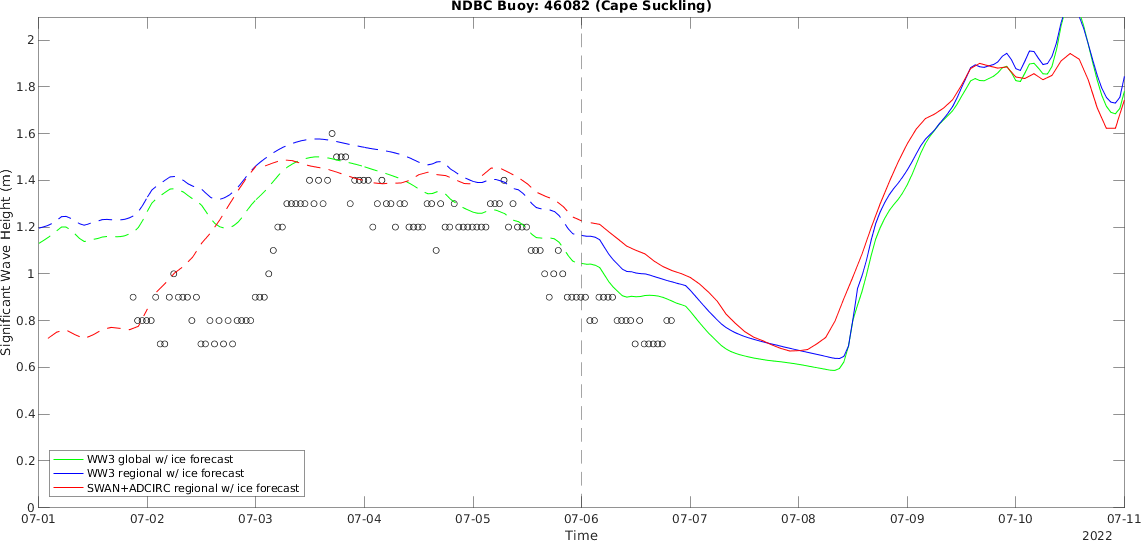 NDBC Buoy: 46082 (Cape Suckling)
2
1.8
1.6
1.4
1.2
1
0.8
0.6
0.4
0.2
0
Significant Wave Height (m)
WW3 global w/ ice forecast
WW3 regional w/ ice forecast
SWAN+ADCIRC regional w/ ice forecast
07-01 07-02 07-03 07-04 07-05 07-06 07-07 07-08 07-09 07-10 07-11
Time
2022